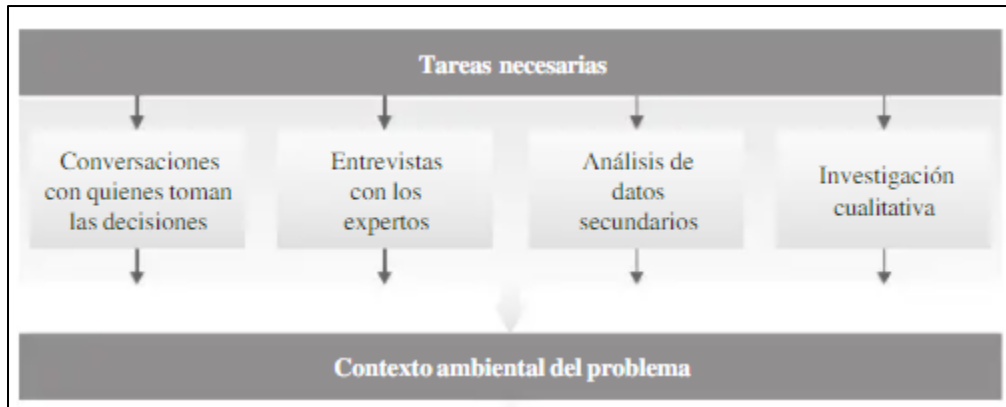 Tareas necesarias
Conversaciones
con quienes toman
las decisiones
Entrevistas
con los
expertos
Análisis de
datos
secundarios
Investigación
cualitativa
Contexto ambiental del problema